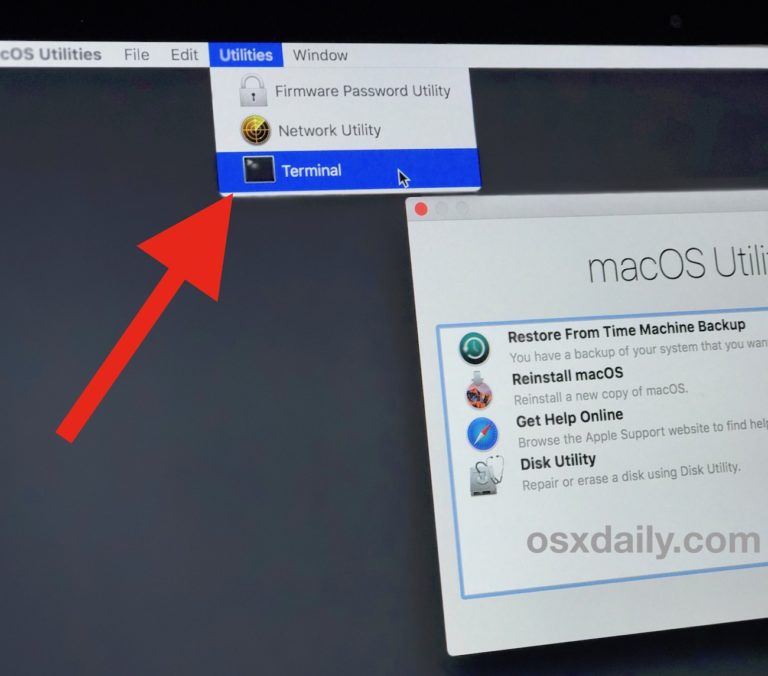 cOS Utilities File Edit Utilities Window
Firmware Password Utility
Network Utility
Terminal
macOS Utili
Restore From Time Machine Backup
You have a backup of your system that you wan
Reinstall macOS
Reinstall a new copy of macOS.
Get Help Online
Browse the Apple Support website to find help
Disk Utility
Repair or erase a disk using Disk Utility.
osxdaily.com